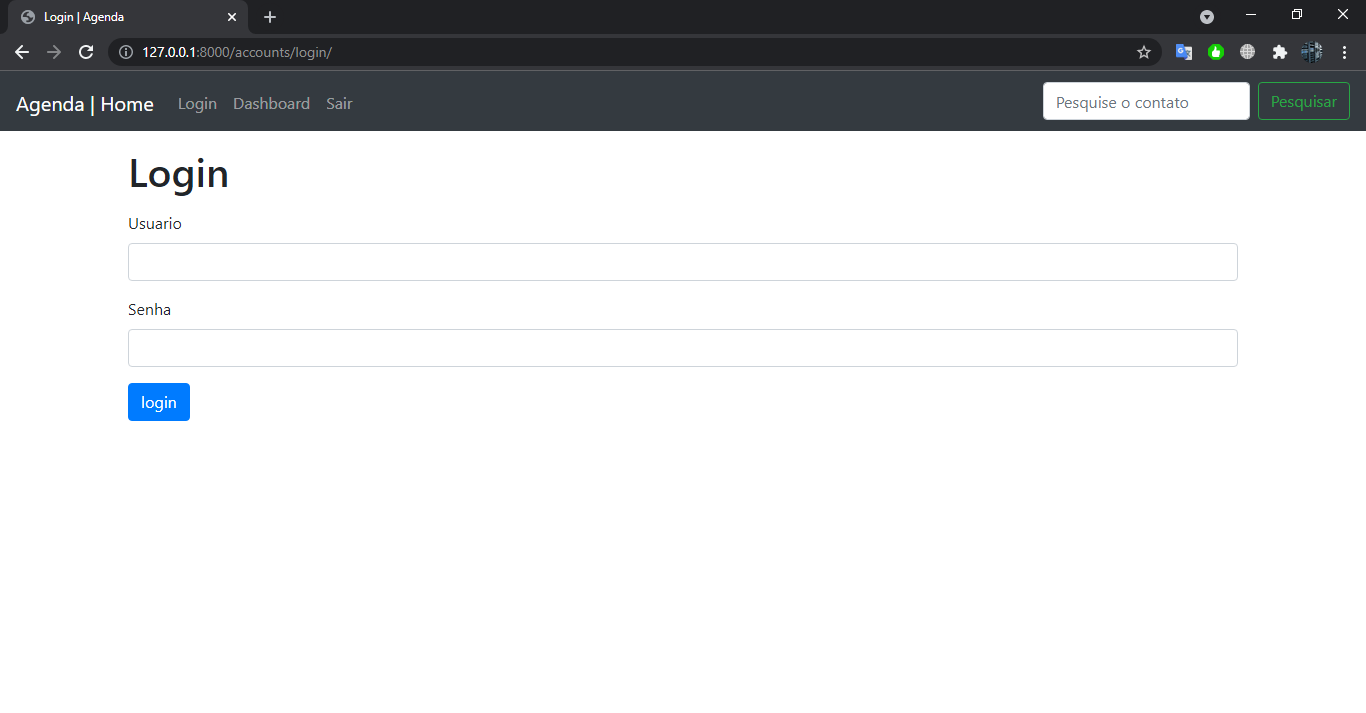 Login | Agenda
127.0.0.1:8000/accounts/login/
Agenda | Home Login Dashboard Sair Pesquise o contato Pesquisar
Login
Usuario
Senha
login